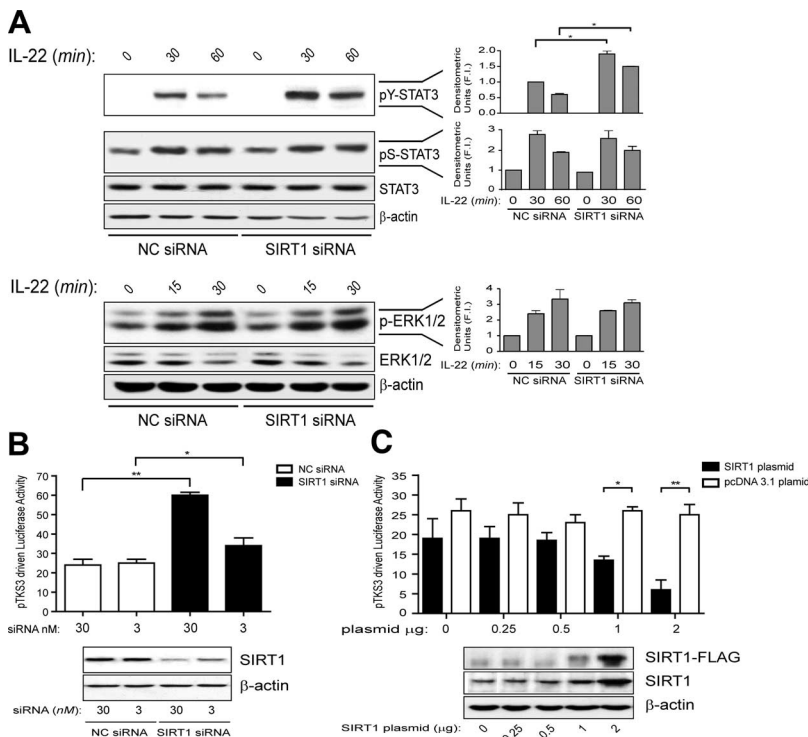 A
IL-22 (min): 0 30 60 0 30 60
pY-STAT3
pS-STAT3
STAT3
β-actin
NC siRNA SIRT1 siRNA
* *
Densitometric
Units (F.I.)
2.0
1.5
1.0
0.5
0.0
Densitometric
Units (F.I.)
3
2
1
0
0 30 60 0 30 60
IL-22 (min):
NC siRNA SIRT1 siRNA
IL-22 (min): 0 15 30 0 15 30
p-ERK1/2
ERK1/2
β-actin
NC siRNA SIRT1 siRNA
Densitometric
Units (F.I.)
4
3
2
1
0
0 15 30 0 15 30
IL-22 (min):
NC siRNA SIRT1 siRNA
B
NC siRNA
SIRT1 siRNA
** *
pTKS3 driven Luciferase Activity
70
60
50
40
30
20
10
0
siRNA nM: 30 3 30 3
SIRT1
β-actin
siRNA (nM) 30 3 30 3
NC siRNA SIRT1 siRNA
C
SIRT1 plasmid
pcDNA 3.1 plamid
* **
pTKS3 driven Luciferase Activity
35
30
25
20
15
10
5
0
plasmid µg: 0 0.25 0.5 1 2
SIRT1-FLAG
SIRT1
β-actin
SIRT1 plasmid (µg): 0 0.25 0.5 1 2